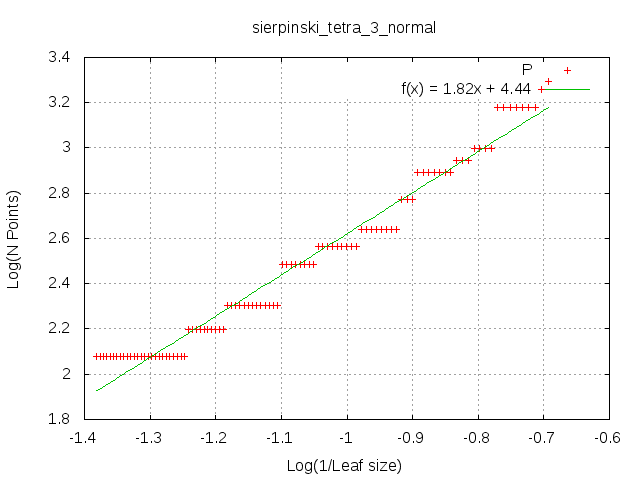 sierpinski_tetra_3_normal
P
f(x) = 1.82x + 4.44
3.4
3.2
3
2.8
2.6
2.4
2.2
2
1.8
Log(N Points)
-1.4 -1.3 -1.2 -1.1 -1 -0.9 -0.8 -0.7 -0.6
Log(1/Leaf size)